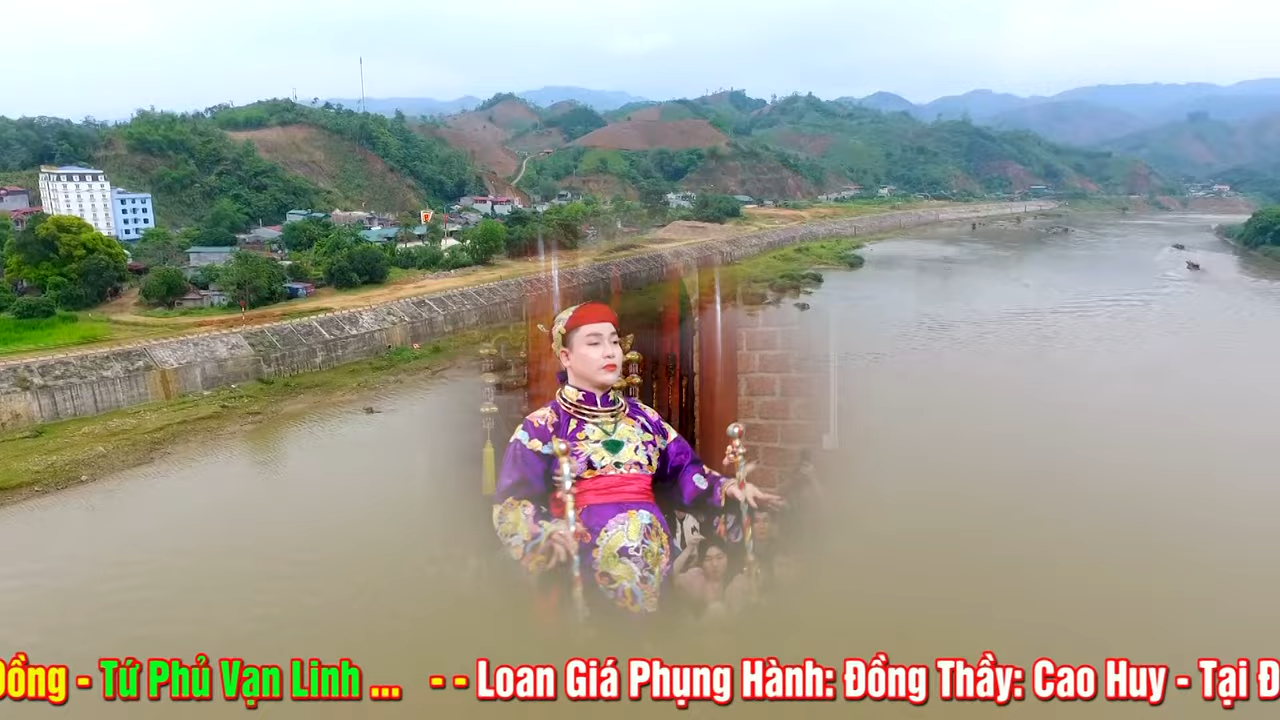 Đồng - Tứ Phủ Vạn Linh ... - - Loan Giá Phụng Hành: Đồng Thầy: Cao Huy - Tại Đ